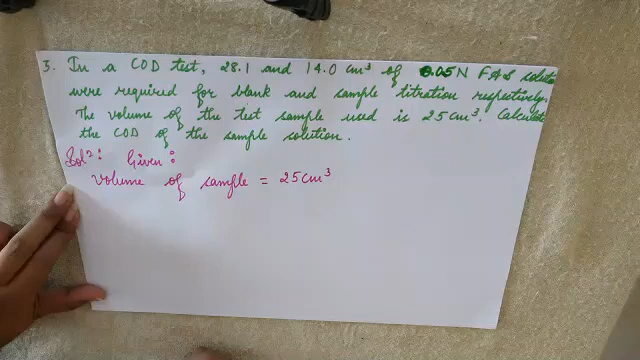 3. In a COD test, 28.1 and 14.0 cm³ of 0.05N FAS solution
were required for blank and sample titration respectively.
The volume of the test sample used is 25cm³. Calculate
the COD of the sample solution.
Solⁿ: Given:
Volume of sample = 25cm³